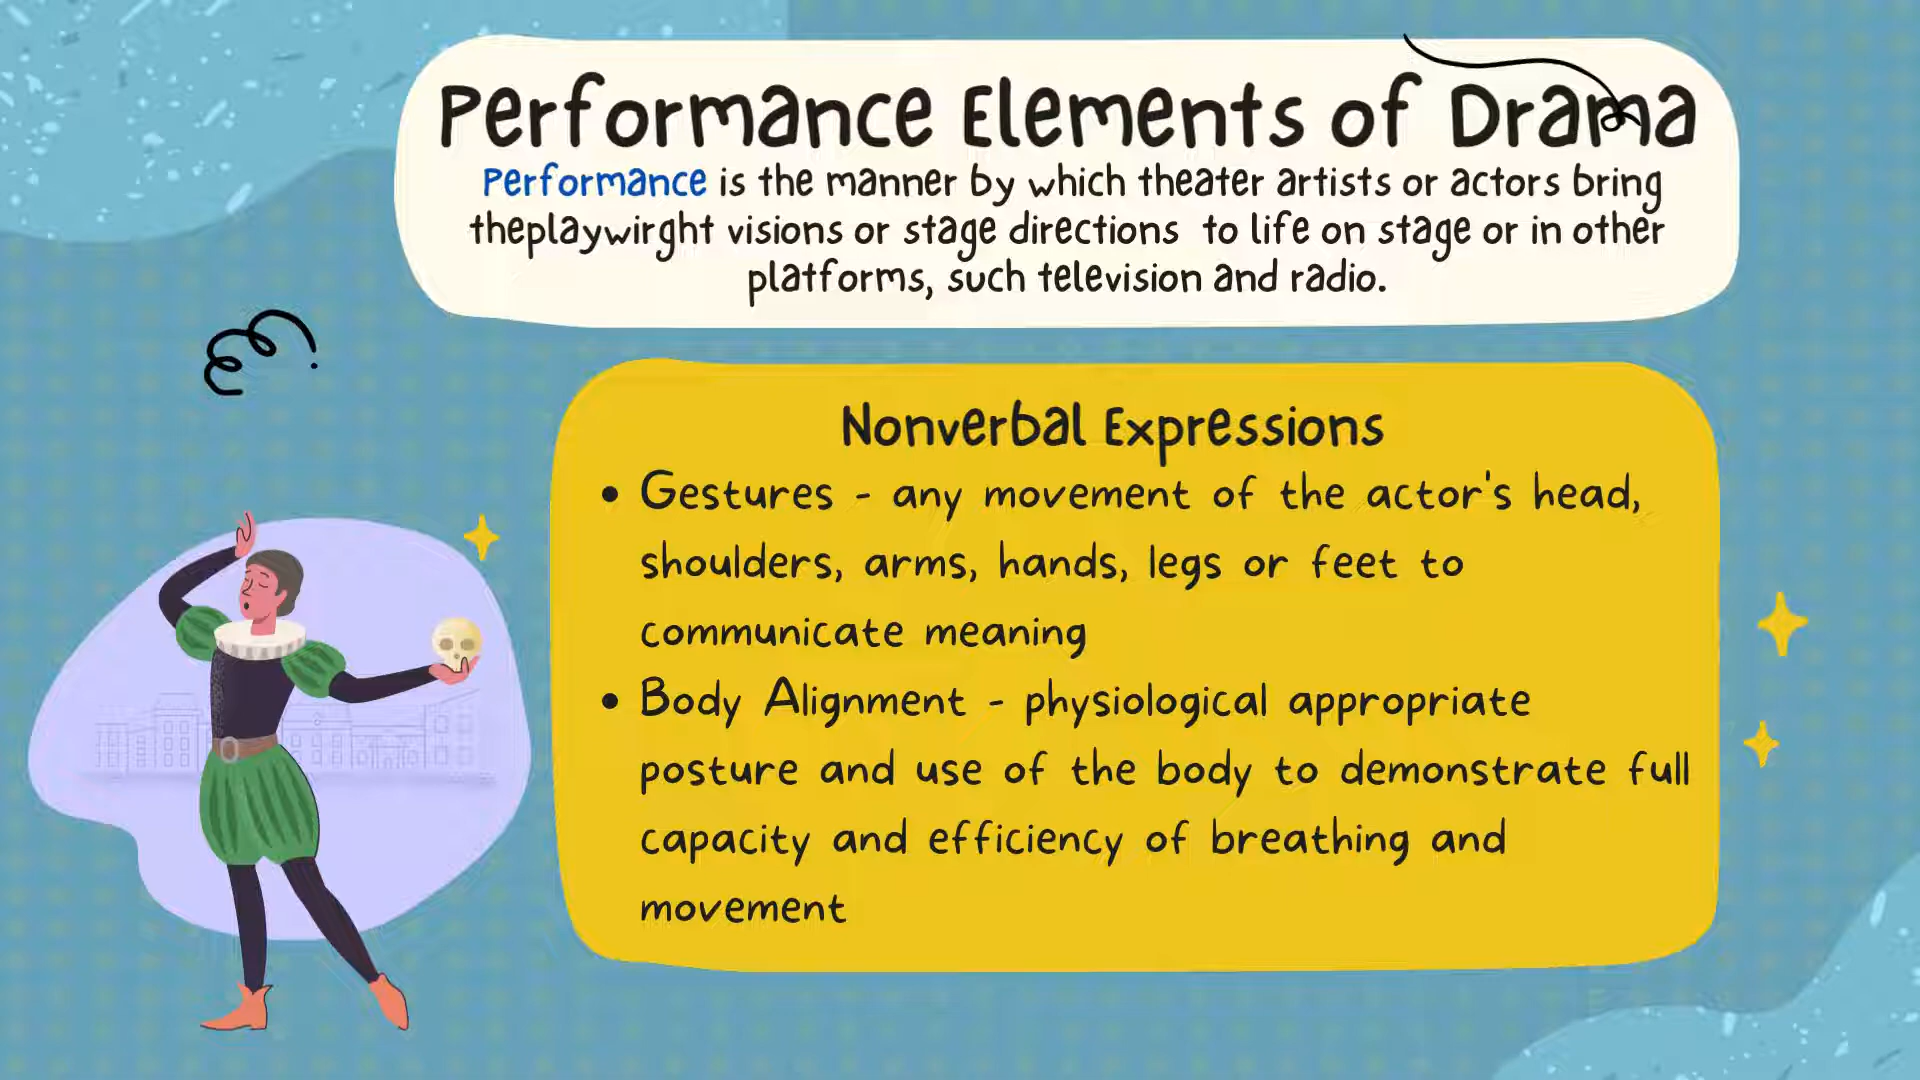 Performance Elements of Drama
Performance is the manner by which theater artists or actors bring
theplaywirght visions or stage directions to life on stage or in other
platforms, such television and radio.
Nonverbal Expressions
• Gestures - any movement of the actor's head,
shoulders, arms, hands, legs or feet to
communicate meaning
• Body Alignment - physiological appropriate
posture and use of the body to demonstrate full
capacity and efficiency of breathing and
movement